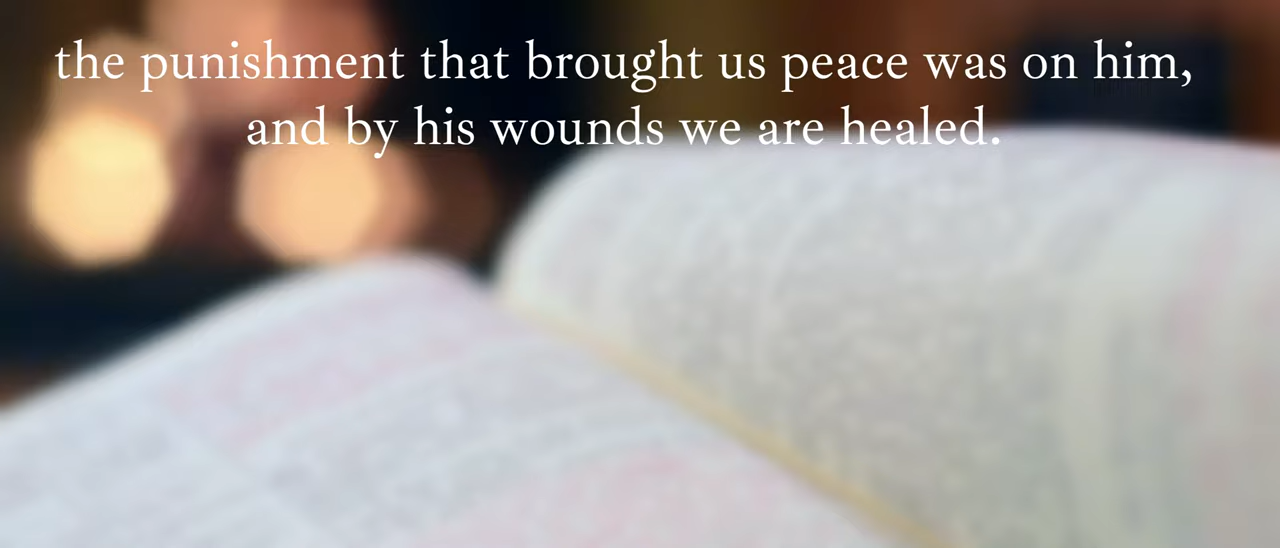 the punishment that brought us peace was on him,
and by his wounds we are healed.